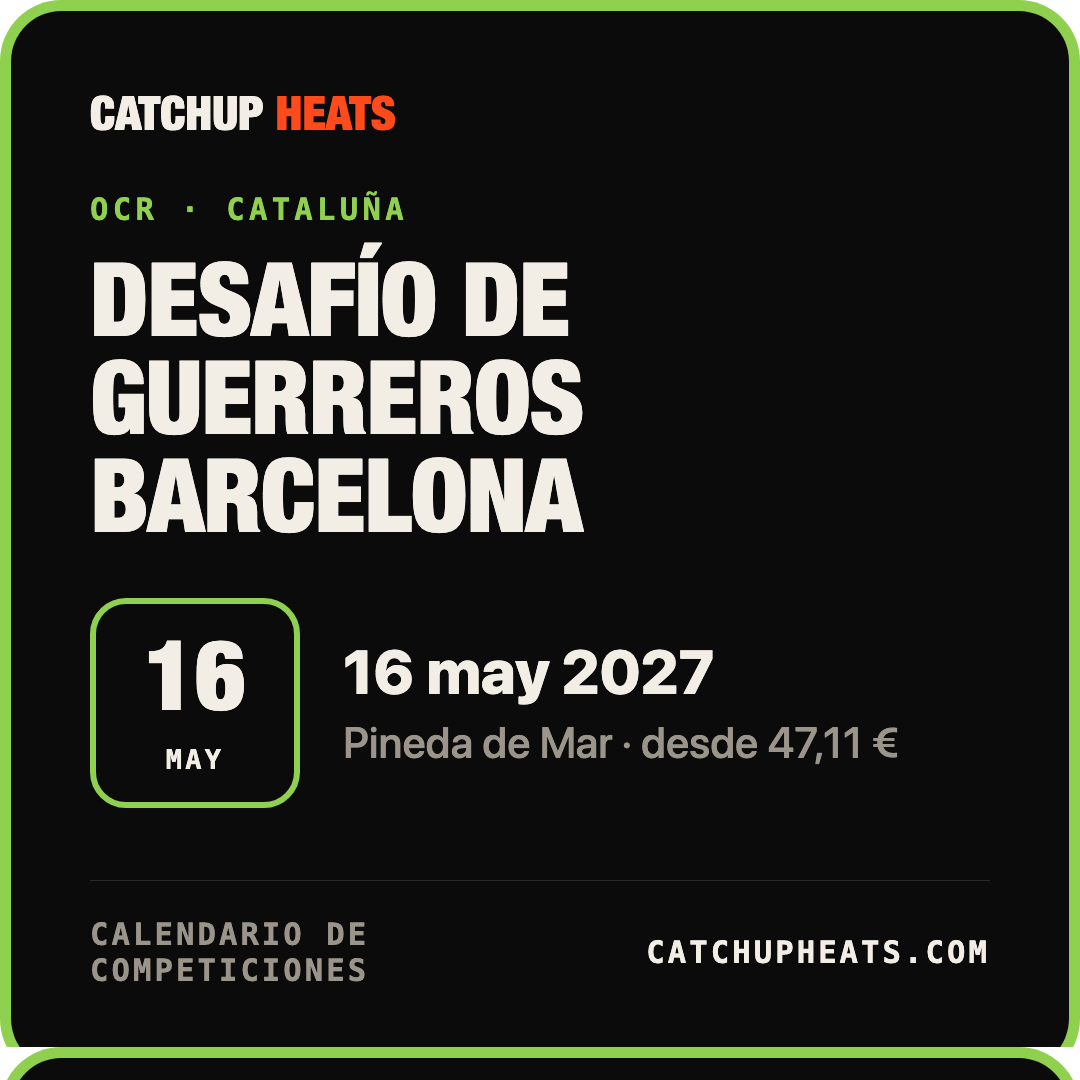 CATCHUP HEATS
OCR · CATALUÑA
DESAFÍO DE
GUERREROS
BARCELONA
16
MAY
16 may 2027
Pineda de Mar · desde 47,11 €
CALENDARIO DE
COMPETICIONES
CATCHUPHEATS.COM